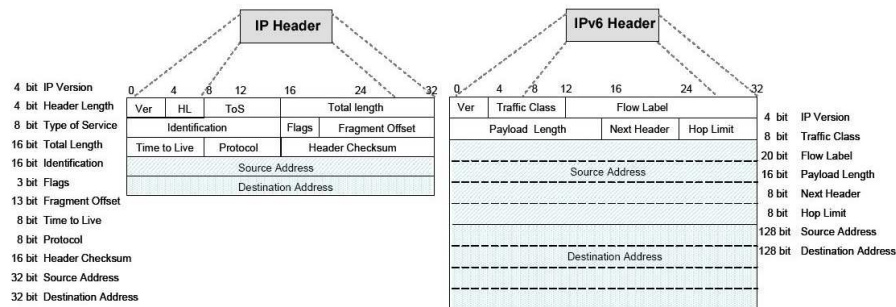 IP Header
0 4 8 12 16 24 32
Ver HL ToS Total length
Identification Flags Fragment Offset
Time to Live Protocol Header Checksum
Source Address
Destination Address
4 bit IP Version
4 bit Header Length
8 bit Type of Service
16 bit Total Length
16 bit Identification
3 bit Flags
13 bit Fragment Offset
8 bit Time to Live
8 bit Protocol
16 bit Header Checksum
32 bit Source Address
32 bit Destination Address
IPv6 Header
0 4 8 12 16 24 32
Ver Traffic Class Flow Label
Payload Length Next Header Hop Limit
Source Address
Destination Address
4 bit IP Version
8 bit Traffic Class
20 bit Flow Label
16 bit Payload Length
8 bit Next Header
8 bit Hop Limit
128 bit Source Address
128 bit Destination Address